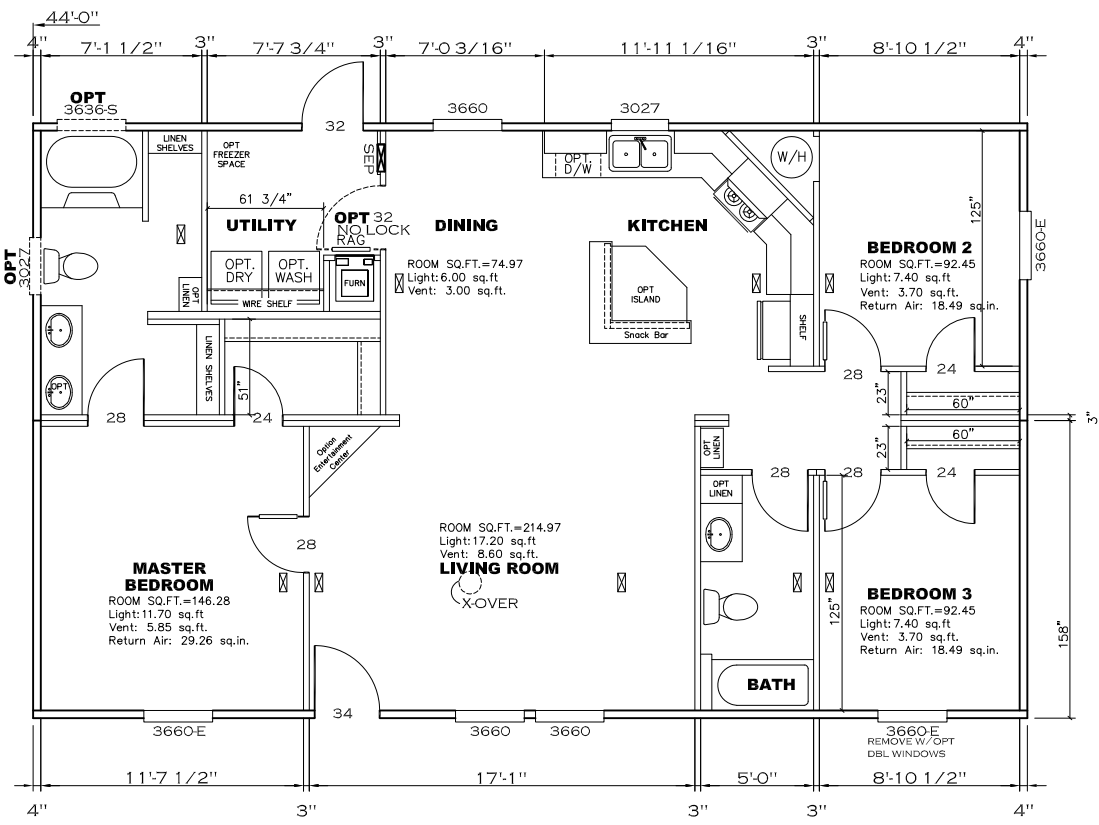 44'-0"
4" 7'-1 1/2" 3" 7'-7 3/4" 3" 7'-0 3/16" 11'-11 1/16" 3" 8'-10 1/2" 4"
OPT
3636-S
32
3660
3027
LINEN
SHELVES
OPT
FREEZER
SPACE
SEP
OPT.
D/W
W/H
61 3/4"
UTILITY
OPT 32
NO LOCK
RAG
DINING
ROOM SQ.FT.=74.97
Light:6.00 sq.ft
Vent: 3.00 sq.ft.
KITCHEN
125"
3660-E
BEDROOM 2
ROOM SQ.FT.=92.45
Light:7.40 sq.ft
Vent: 3.70 sq.ft.
Return Air: 18.49 sq.in.
OPT
3027
OPT.
DRY
OPT.
WASH
FURN
OPT
LINEN
WIRE SHELF
OPT
ISLAND
Snack Bar
SHELF
OPT
LINEN SHELVES
51"
28
24
28
24
23"
60"
3"
23"
60"
Option
Entertainment
Center
OPT
LINEN
28
28
24
OPT
LINEN
28
ROOM SQ.FT.=214.97
Light:17.20 sq.ft
Vent: 8.60 sq.ft.
LIVING ROOM
X-OVER
MASTER
BEDROOM
ROOM SQ.FT.=146.28
Light:11.70 sq.ft
Vent: 5.85 sq.ft.
Return Air: 29.26 sq.in.
125"
BEDROOM 3
ROOM SQ.FT.=92.45
Light:7.40 sq.ft
Vent: 3.70 sq.ft.
Return Air: 18.49 sq.in.
158"
BATH
34
3660-E
3660
3660
3660-E
REMOVE W/OPT
DBL WINDOWS
11'-7 1/2" 17'-1" 5'-0" 8'-10 1/2"
4" 3" 3" 3" 4"